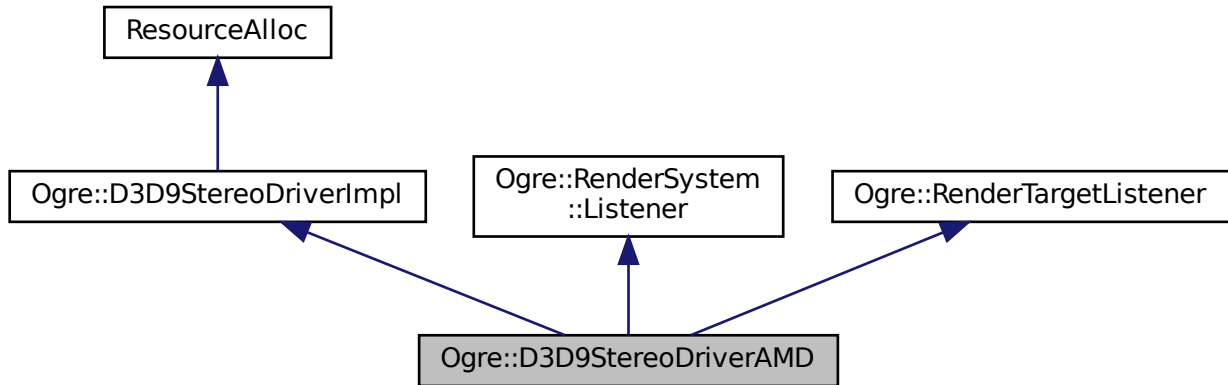 ResourceAlloc
Ogre::D3D9StereoDriverImpl
Ogre::RenderSystem
::Listener
Ogre::RenderTargetListener
Ogre::D3D9StereoDriverAMD